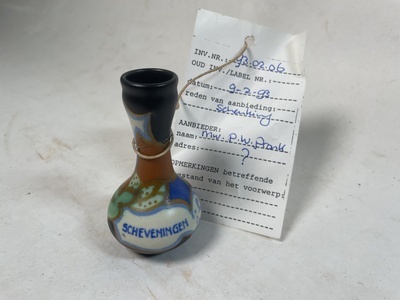 INV.NR.: 93-02-06
OUD INV./LABEL NR.:
datum: 9-2-93
reden van aanbieding:
schenking
AANBIEDER:
naam: Mw. P.W. Pronk
adres: ?
OPMERKINGEN betreffende
stand van het voorwerp:
SCHEVENINGEN